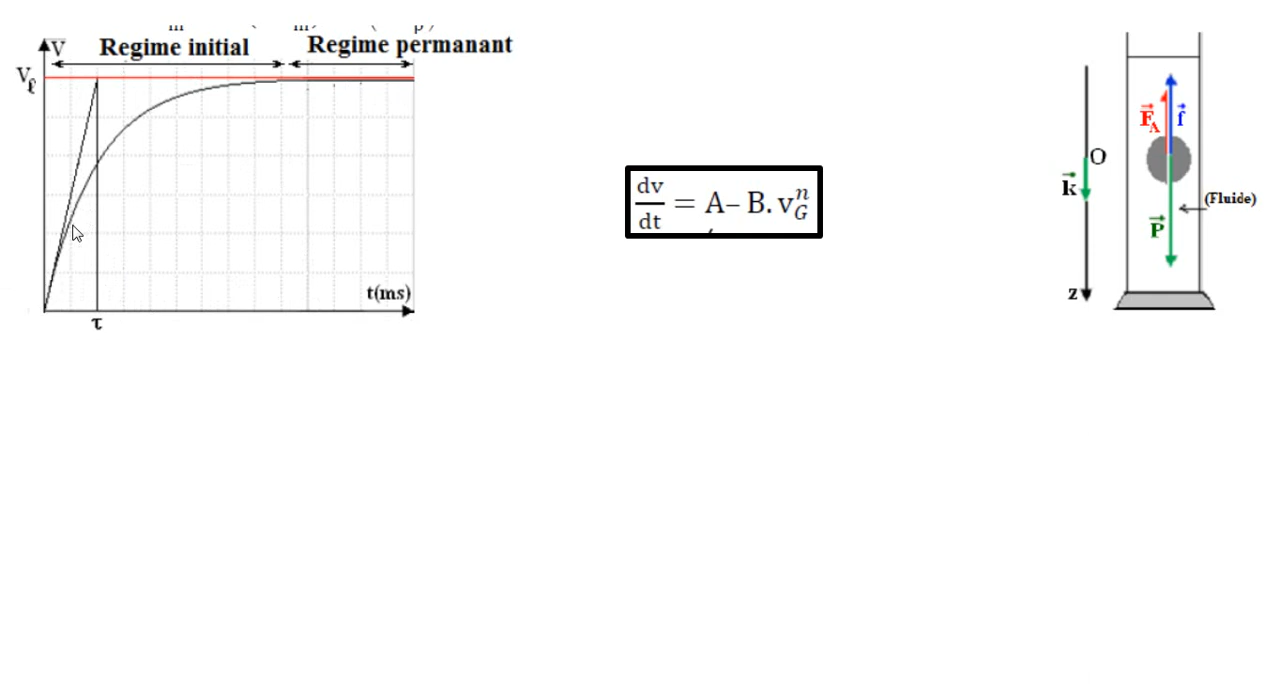 V
Regime initial
Regime permanant
Vℓ
t(ms)
τ
dv/dt = A– B. v_G^n
F_A
f
O
k
(Fluide)
P
z